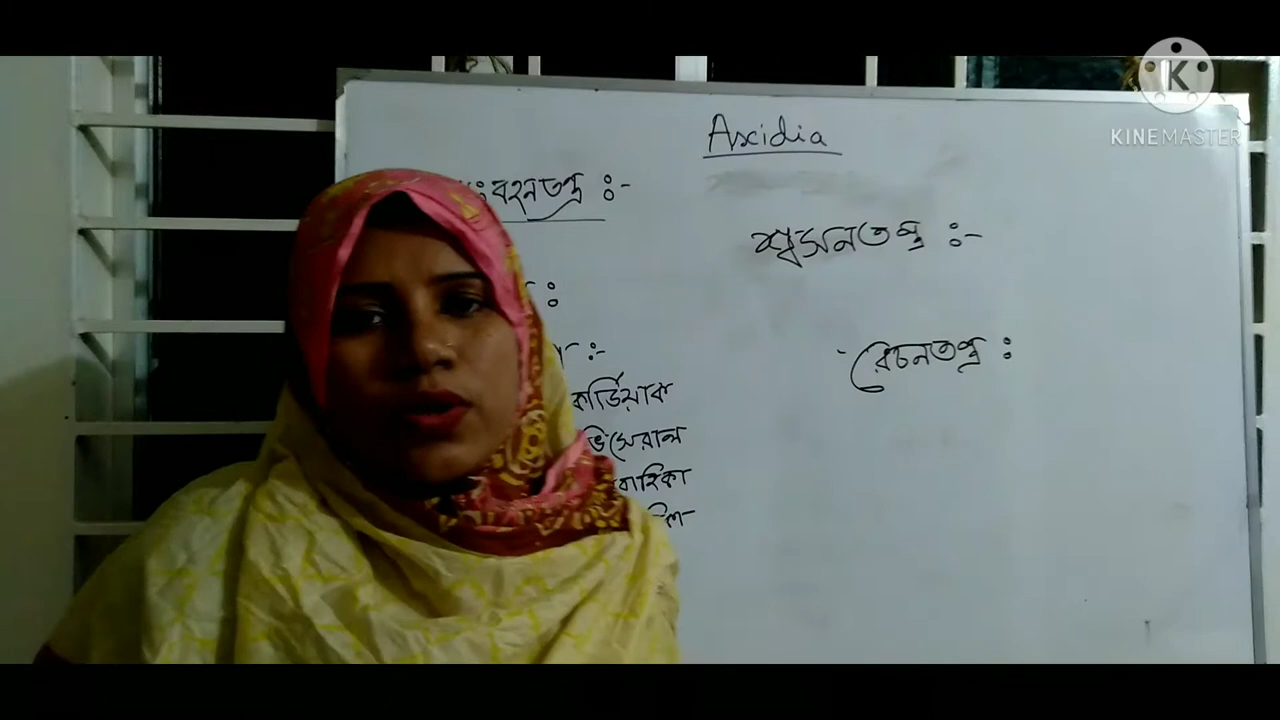 Ascidia
সংবহনতন্ত্র :-
:
:-
কার্ডিয়াক
ভিসেরাল
বাহিকা
শ্বসনতন্ত্র :-
রেচনতন্ত্র :
KINEMASTER